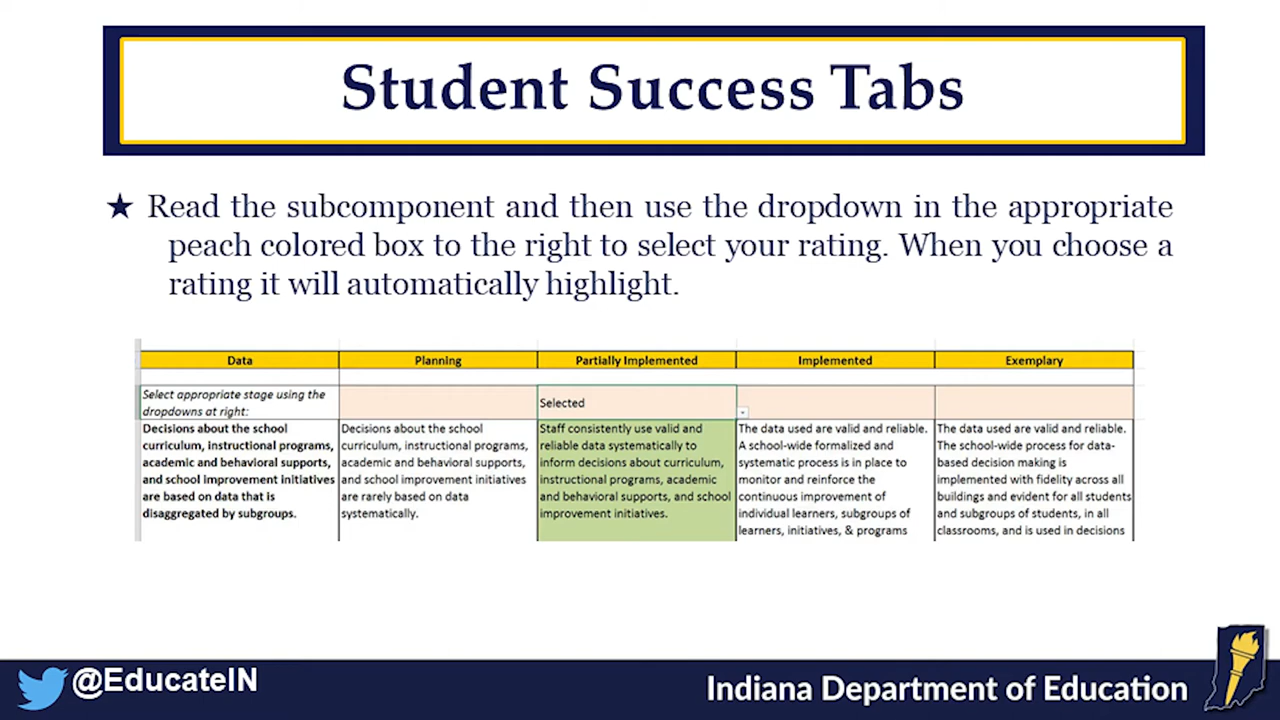 Student Success Tabs
★ Read the subcomponent and then use the dropdown in the appropriate
peach colored box to the right to select your rating. When you choose a
rating it will automatically highlight.
Data Planning Partially Implemented Implemented Exemplary
Select appropriate stage using the
dropdowns at right:
Selected
Decisions about the school
curriculum, instructional programs,
academic and behavioral supports,
and school improvement initiatives
are based on data that is
disaggregated by subgroups.
Decisions about the school
curriculum, instructional programs,
academic and behavioral supports,
and school improvement initiatives
are rarely based on data
systematically.
Staff consistently use valid and
reliable data systematically to
inform decisions about curriculum,
instructional programs, academic
and behavioral supports, and school
improvement initiatives.
The data used are valid and reliable.
A school-wide formalized and
systematic process is in place to
monitor and reinforce the
continuous improvement of
individual learners, subgroups of
learners, initiatives, & programs
The data used are valid and reliable.
The school-wide process for data-
based decision making is
implemented with fidelity across all
buildings and evident for all students
and subgroups of students, in all
classrooms, and is used in decisions
@EducateIN
Indiana Department of Education